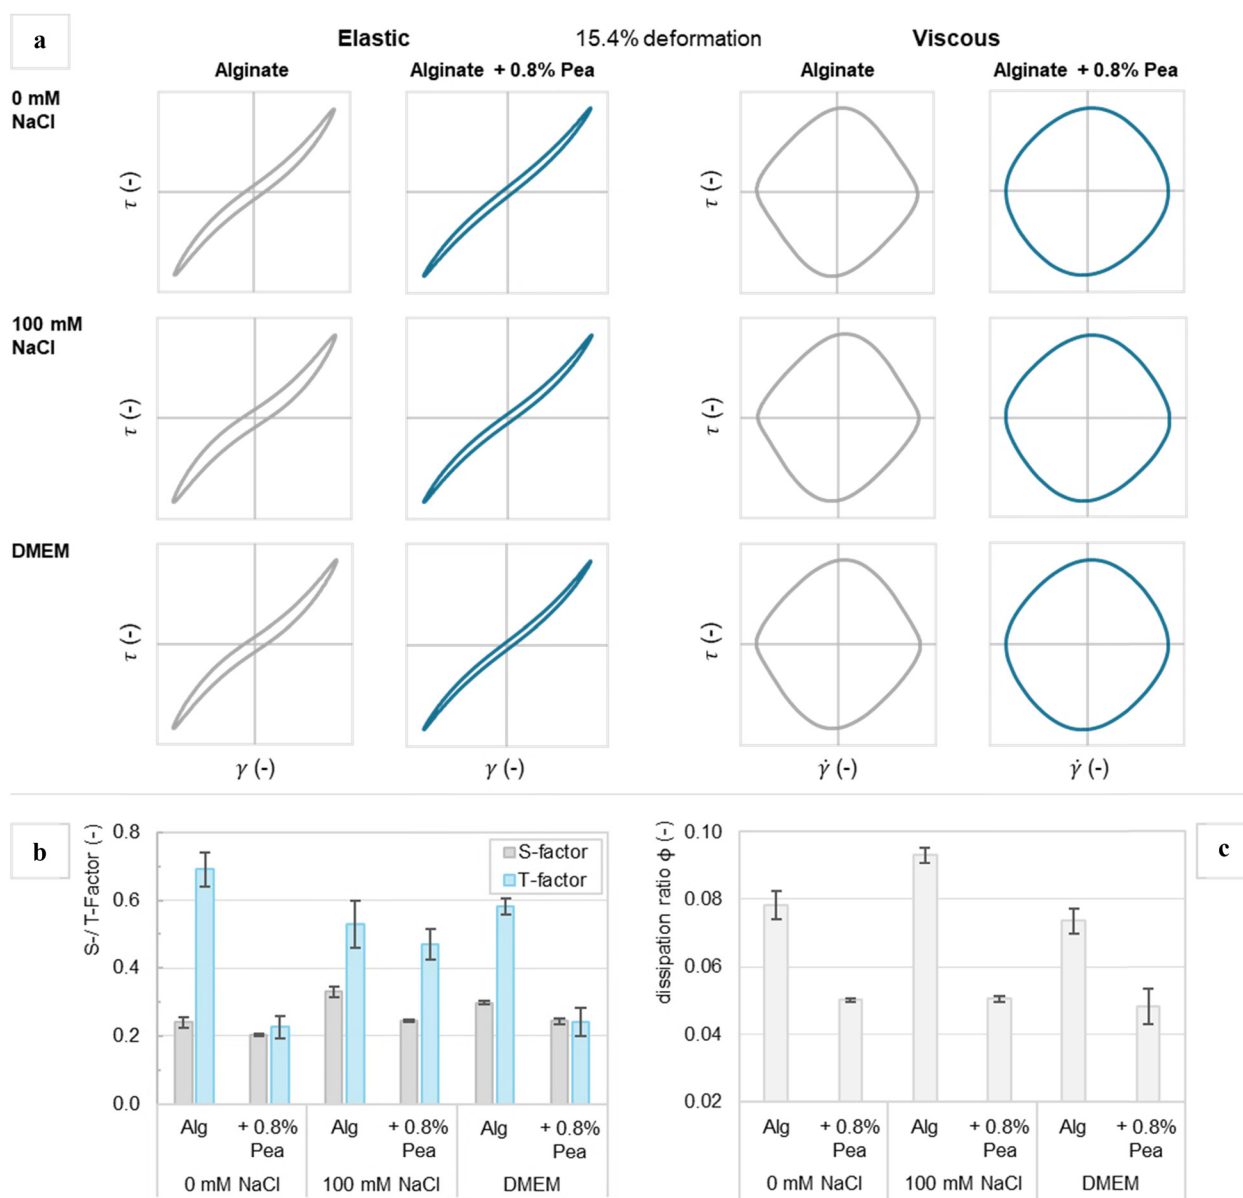 a
Elastic 15.4% deformation Viscous
Alginate Alginate + 0.8% Pea Alginate Alginate + 0.8% Pea
0 mM
NaCl
τ (-) τ (-)
100 mM
NaCl
τ (-) τ (-)
DMEM
τ (-) τ (-)
γ (-) γ (-) γ̇ (-) γ̇ (-)
b
S-/ T-Factor (-)
0.8
0.6
0.4
0.2
0.0
S-factor
T-factor
Alg + 0.8% Alg + 0.8% Alg + 0.8%
Pea Pea Pea
0 mM NaCl 100 mM NaCl DMEM
c
dissipation ratio ϕ (-)
0.10
0.08
0.06
0.04
0.02
Alg + 0.8% Alg + 0.8% Alg + 0.8%
Pea Pea Pea
0 mM NaCl 100 mM NaCl DMEM